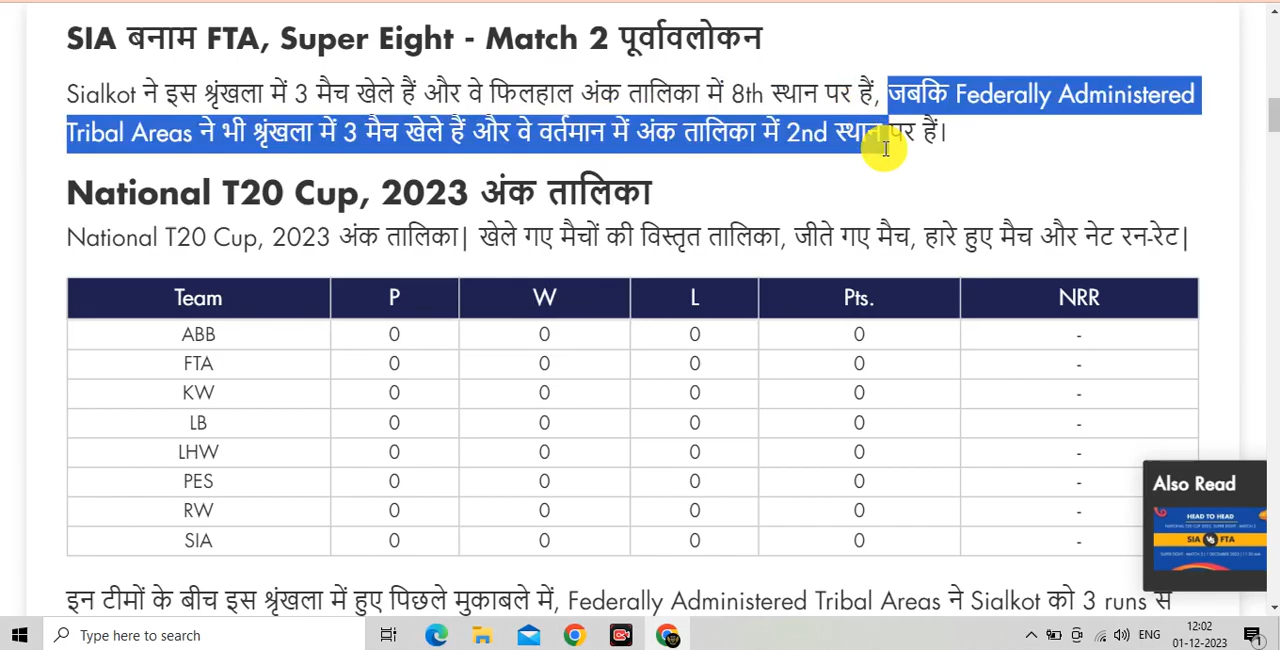 SIA बनाम FTA, Super Eight - Match 2 पूर्वावलोकन
Sialkot ने इस श्रृंखला में 3 मैच खेले हैं और वे फिलहाल अंक तालिका में 8th स्थान पर हैं, जबकि Federally Administered
Tribal Areas ने भी श्रृंखला में 3 मैच खेले हैं और वे वर्तमान में अंक तालिका में 2nd स्थान पर हैं।
National T20 Cup, 2023 अंक तालिका
National T20 Cup, 2023 अंक तालिका| खेले गए मैचों की विस्तृत तालिका, जीते गए मैच, हारे हुए मैच और नेट रन-रेट|
Team P W L Pts. NRR
ABB 0 0 0 0 -
FTA 0 0 0 0 -
KW 0 0 0 0 -
LB 0 0 0 0 -
LHW 0 0 0 0 -
PES 0 0 0 0 -
RW 0 0 0 0 -
SIA 0 0 0 0 -
Also Read
HEAD TO HEAD
SIA FTA
इन टीमों के बीच इस श्रृंखला में हुए पिछले मुकाबले में, Federally Administered Tribal Areas ने Sialkot को 3 runs से
Type here to search
ENG
12:02
01-12-2023